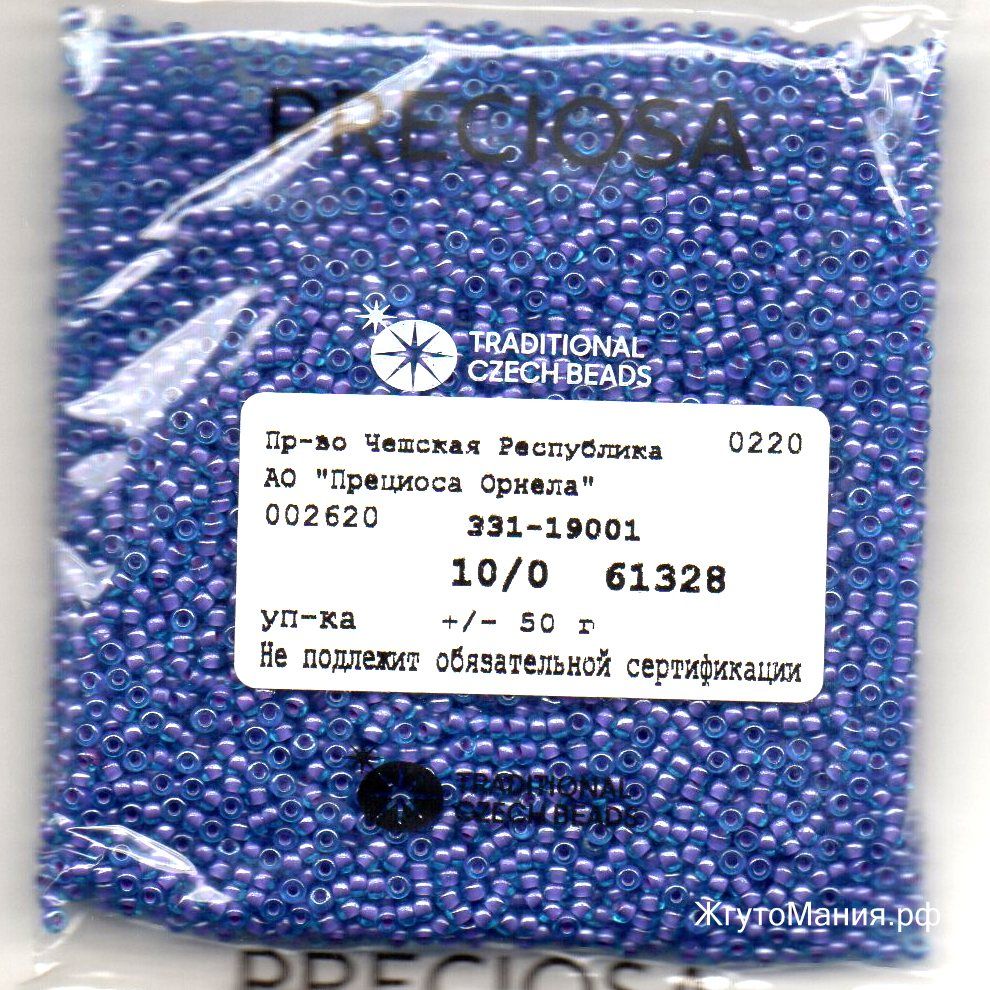 PRECIOSA
TRADITIONAL
CZECH BEADS
Пр-во Чешская Республика 0220
АО "Прециоса Орнела"
002620 331-19001
10/0 61328
уп-ка +/- 50 г
Не подлежит обязательной сертификации
TRADITIONAL
CZECH BEADS
ЖгутоМания.рф
PRECIOSA